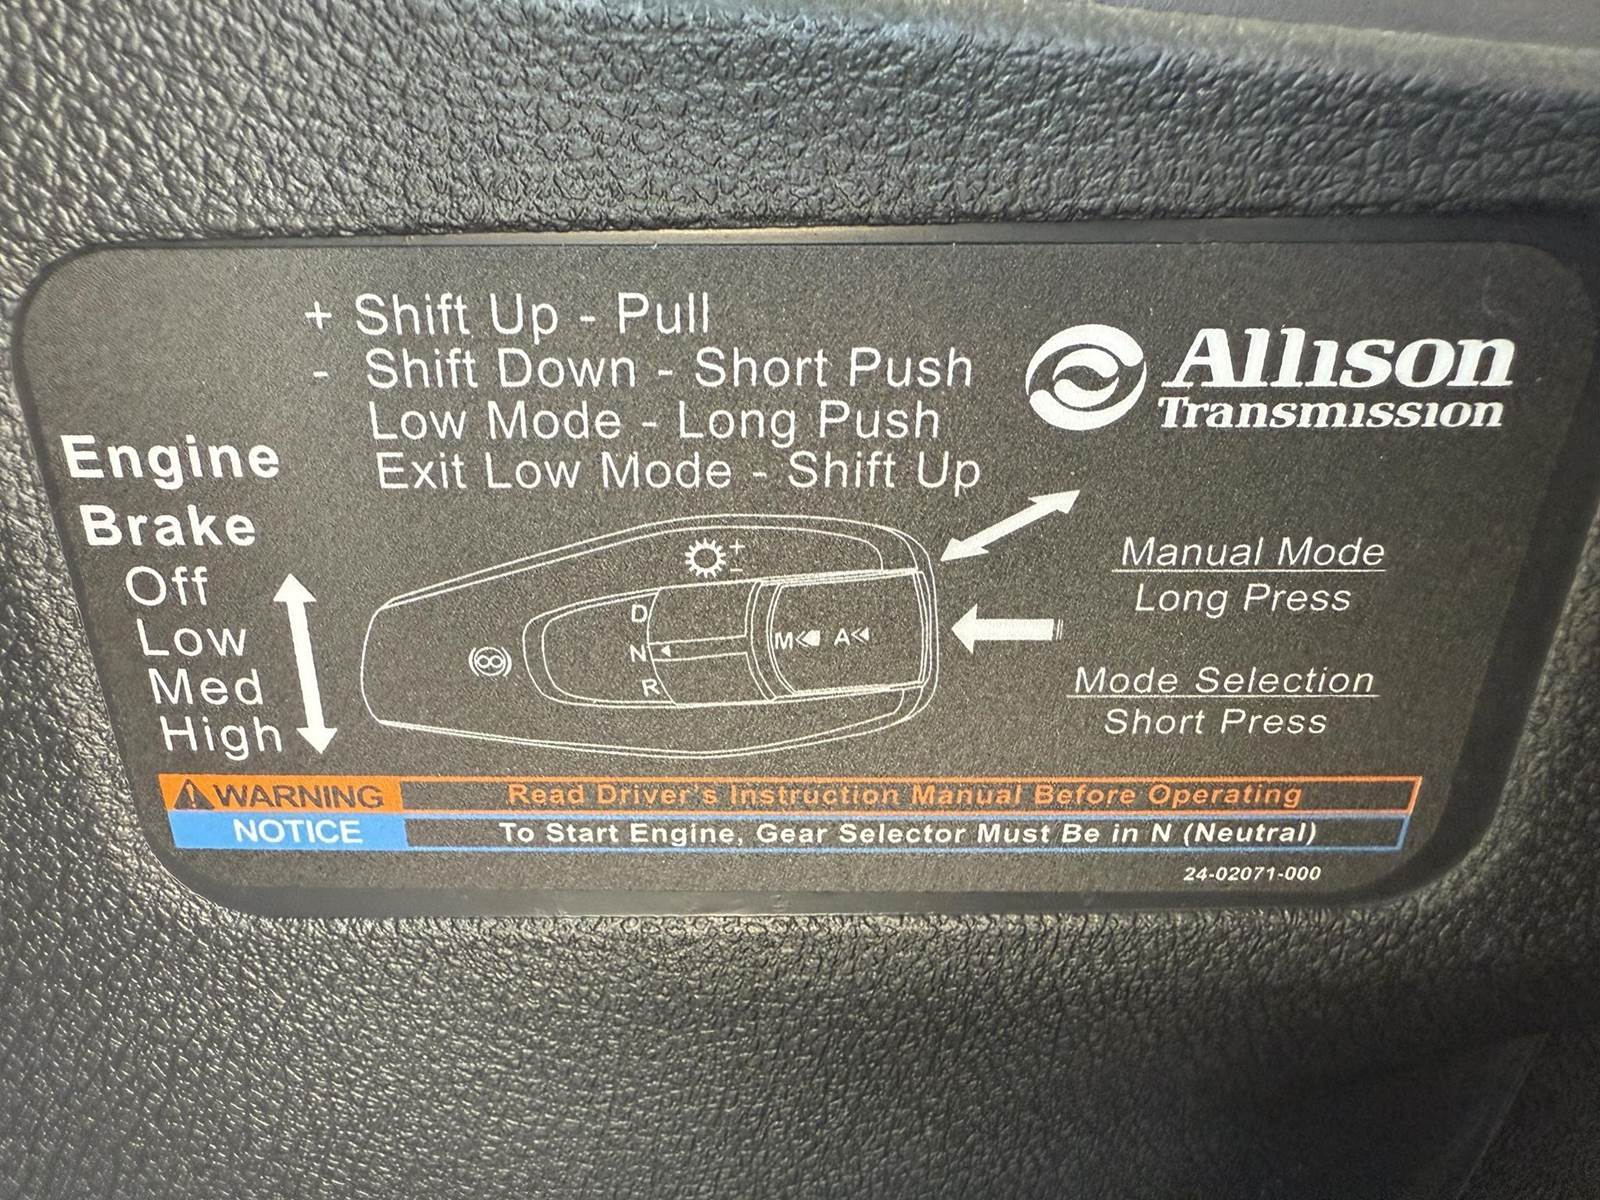 + Shift Up - Pull
- Shift Down - Short Push
Low Mode - Long Push
Exit Low Mode - Shift Up
Allison
Transmission
Engine
Brake
Off
Low
Med
High
+
-
D
N
R
M A
Manual Mode
Long Press
Mode Selection
Short Press
WARNING Read Driver's Instruction Manual Before Operating
NOTICE To Start Engine, Gear Selector Must Be in N (Neutral)
24-02071-000